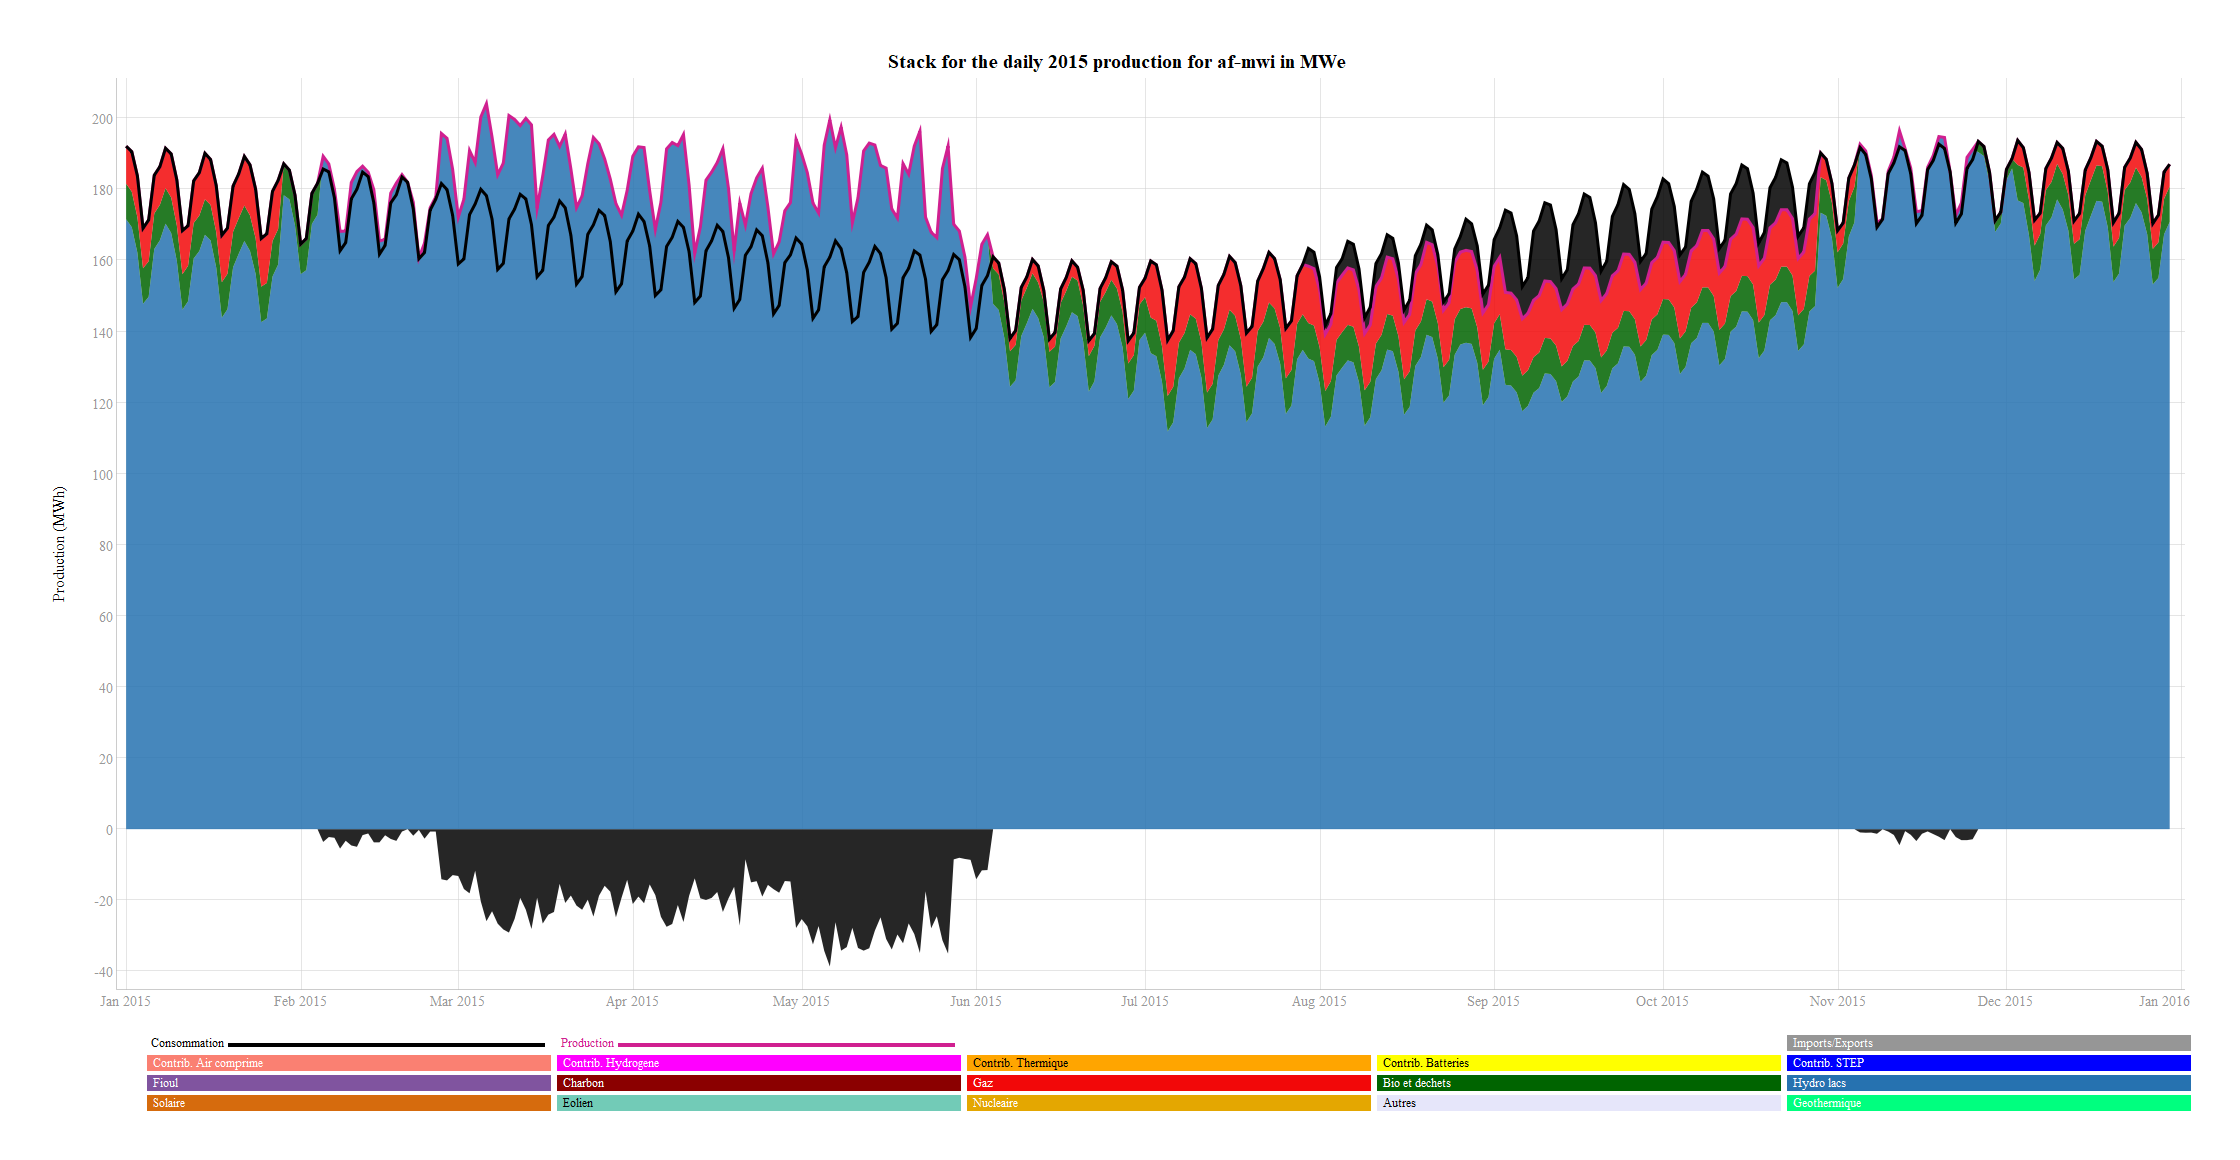 Stack for the daily 2015 production for af-mwi in MWe
Production (MWh)
200
180
160
140
120
100
80
60
40
20
0
-20
-40
Jan 2015 Feb 2015 Mar 2015 Apr 2015 May 2015 Jun 2015 Jul 2015 Aug 2015 Sep 2015 Oct 2015 Nov 2015 Dec 2015 Jan 2016
Consommation Production Imports/Exports
Contrib. Air comprime Contrib. Hydrogene Contrib. Thermique Contrib. Batteries Contrib. STEP
Fioul Charbon Gaz Bio et dechets Hydro lacs
Solaire Eolien Nucleaire Autres Geothermique